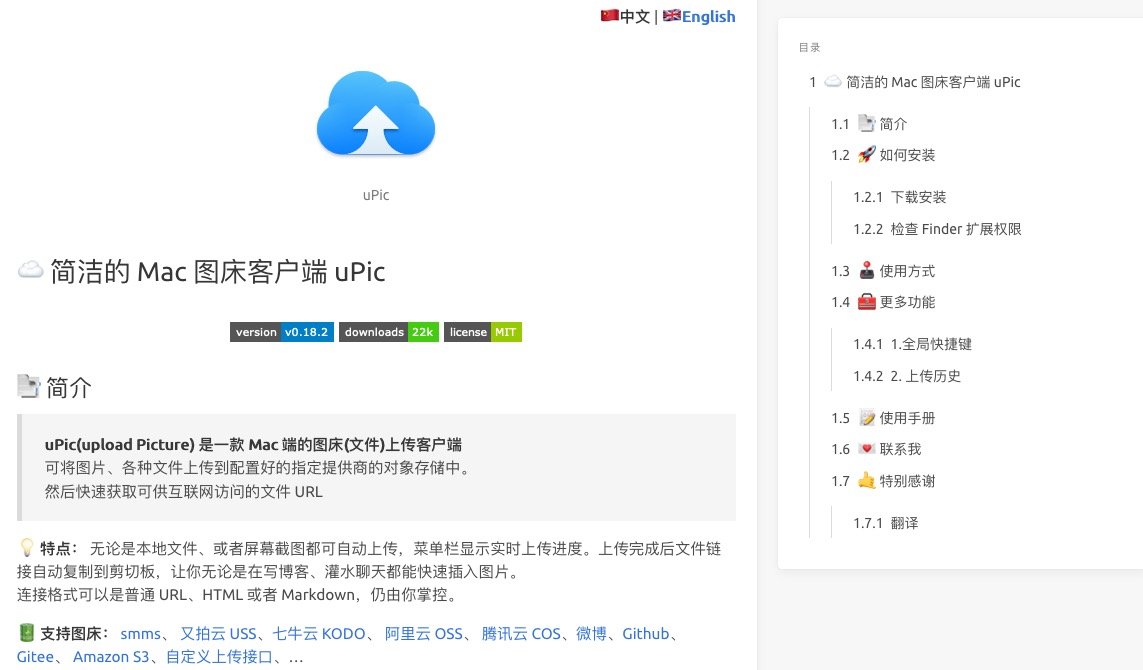 🇨🇳中文 | 🇬🇧English
uPic
☁️ 简洁的 Mac 图床客户端 uPic
version v0.18.2 downloads 22k license MIT
📑 简介
uPic(upload Picture) 是一款 Mac 端的图床(文件)上传客户端
可将图片、各种文件上传到配置好的指定提供商的对象存储中。
然后快速获取可供互联网访问的文件 URL
💡 特点： 无论是本地文件、或者屏幕截图都可自动上传，菜单栏显示实时上传进度。上传完成后文件链
接自动复制到剪切板，让你无论是在写博客、灌水聊天都能快速插入图片。
连接格式可以是普通 URL、HTML 或者 Markdown，仍由你掌控。
🛢 支持图床： smms、 又拍云 USS、七牛云 KODO、 阿里云 OSS、 腾讯云 COS、微博、Github、
Gitee、 Amazon S3、自定义上传接口、…
目录
1 ☁️ 简洁的 Mac 图床客户端 uPic
1.1 📑 简介
1.2 🚀 如何安装
1.2.1 下载安装
1.2.2 检查 Finder 扩展权限
1.3 🕹 使用方式
1.4 🧰 更多功能
1.4.1 1.全局快捷键
1.4.2 2. 上传历史
1.5 📝 使用手册
1.6 💌 联系我
1.7 🤙 特别感谢
1.7.1 翻译